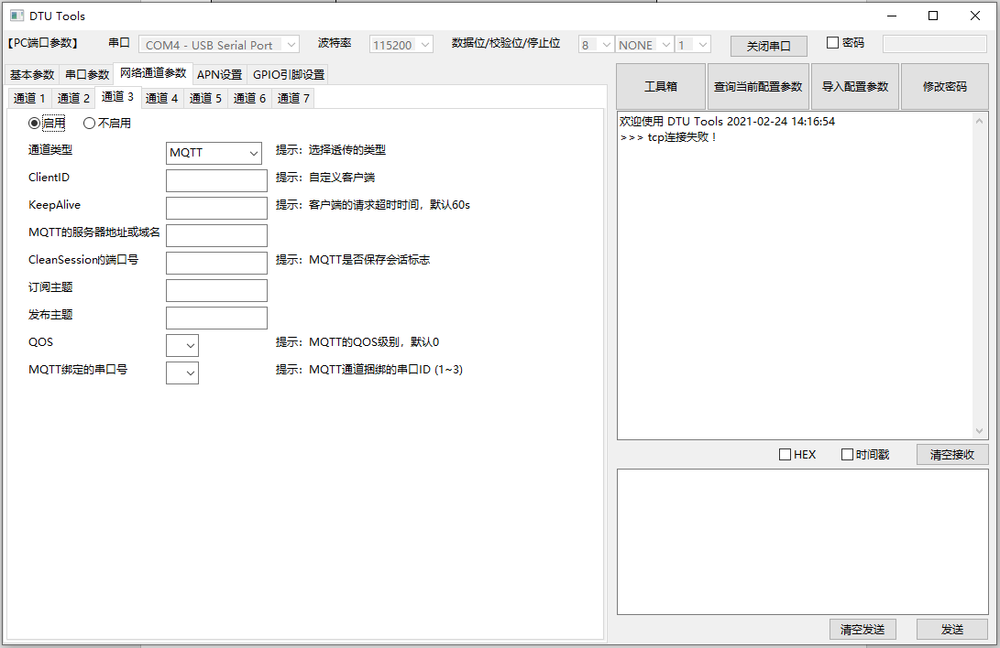 DTU Tools
【PC端口参数】 串口 COM4 - USB Serial Port 波特率 115200 数据位/校验位/停止位 8 NONE 1 关闭串口 密码
基本参数 串口参数 网络通道参数 APN设置 GPIO引脚设置
通道 1 通道 2 通道 3 通道 4 通道 5 通道 6 通道 7
启用 不启用
通道类型 MQTT 提示：选择透传的类型
ClientID 提示：自定义客户端
KeepAlive 提示：客户端的请求超时时间，默认60s
MQTT的服务器地址或域名
CleanSession的端口号 提示：MQTT是否保存会话标志
订阅主题
发布主题
QOS 提示：MQTT的QOS级别，默认0
MQTT绑定的串口号 提示：MQTT通道捆绑的串口ID (1~3)
工具箱 查询当前配置参数 导入配置参数 修改密码
欢迎使用 DTU Tools 2021-02-24 14:16:54
>>> tcp连接失败！
HEX 时间戳 清空接收
清空发送 发送